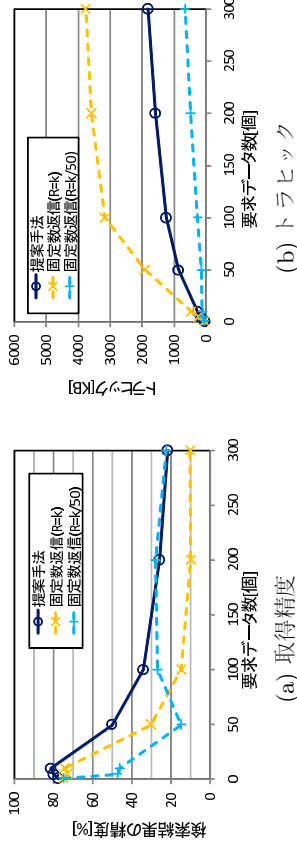 100
80
60
40
20
0
検索結果の精度[%]
提案手法
固定数返信(R=k)
固定数返信(R=k/50)
0
50
100
150
200
250
300
要求データ数[個]
(a) 取得精度
6000
5000
4000
3000
2000
1000
0
トラヒック[KB]
提案手法
固定数返信(R=k)
固定数返信(R=k/50)
0
50
100
150
200
250
300
要求データ数[個]
(b) トラヒック